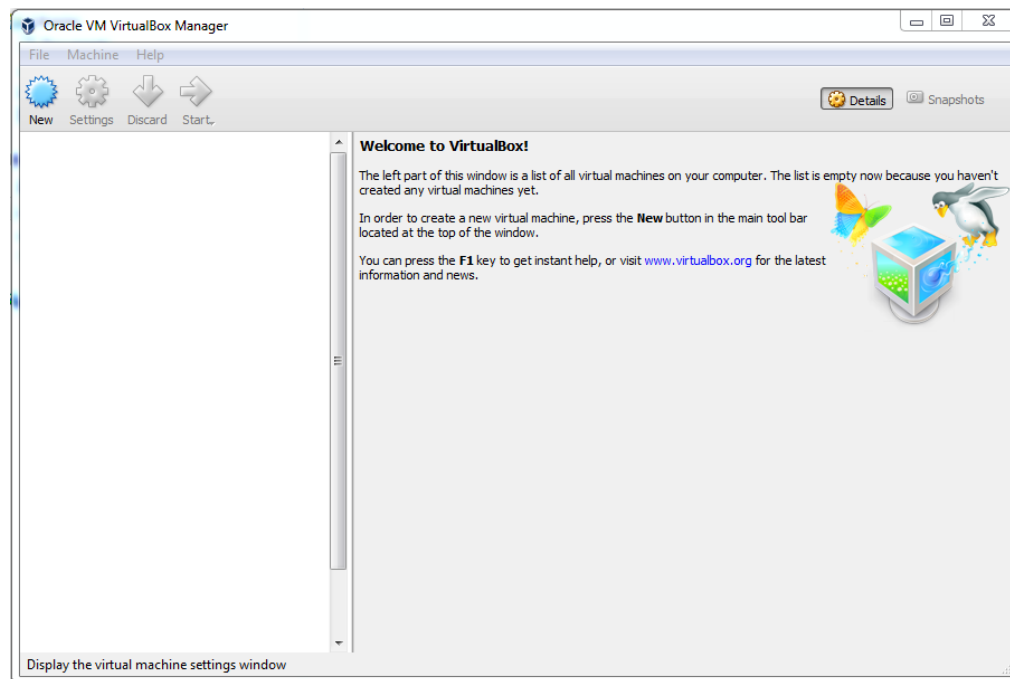 Oracle VM VirtualBox Manager
File Machine Help
New Settings Discard Start
Details Snapshots
Welcome to VirtualBox!
The left part of this window is a list of all virtual machines on your computer. The list is empty now because you haven't
created any virtual machines yet.
In order to create a new virtual machine, press the New button in the main tool bar
located at the top of the window.
You can press the F1 key to get instant help, or visit www.virtualbox.org for the latest
information and news.
Display the virtual machine settings window